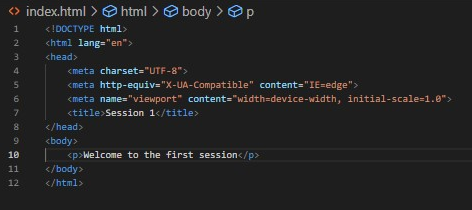 index.html > html > body > p
1 <!DOCTYPE html>
2 <html lang="en">
3 <head>
4     <meta charset="UTF-8">
5     <meta http-equiv="X-UA-Compatible" content="IE=edge">
6     <meta name="viewport" content="width=device-width, initial-scale=1.0">
7     <title>Session 1</title>
8 </head>
9 <body>
10     <p>Welcome to the first session</p>
11 </body>
12 </html>